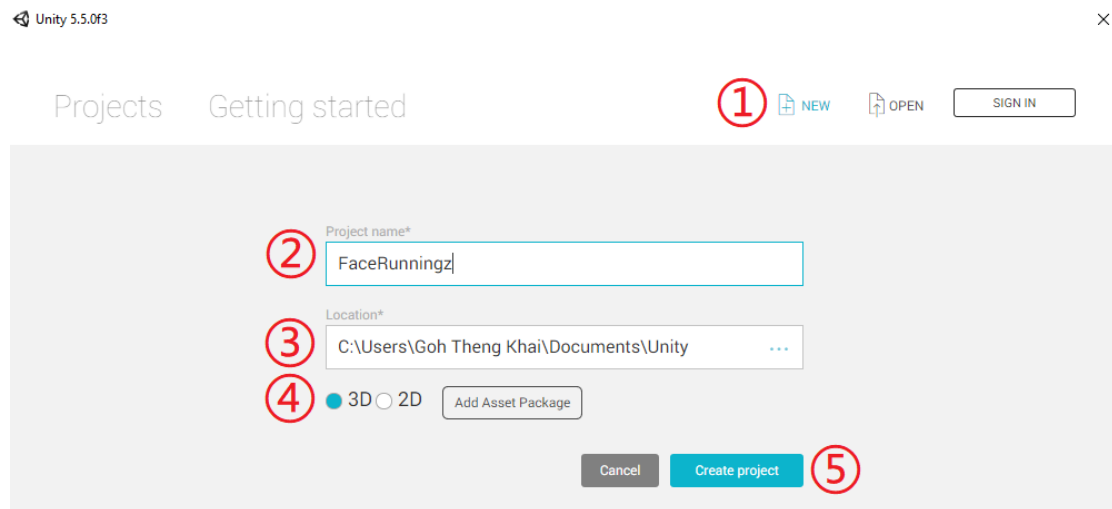 Unity 5.5.0f3
Projects Getting started ① NEW OPEN SIGN IN
Project name*
② FaceRunningz
Location*
③ C:\Users\Goh Theng Khai\Documents\Unity ...
④ 3D 2D Add Asset Package
Cancel Create project ⑤